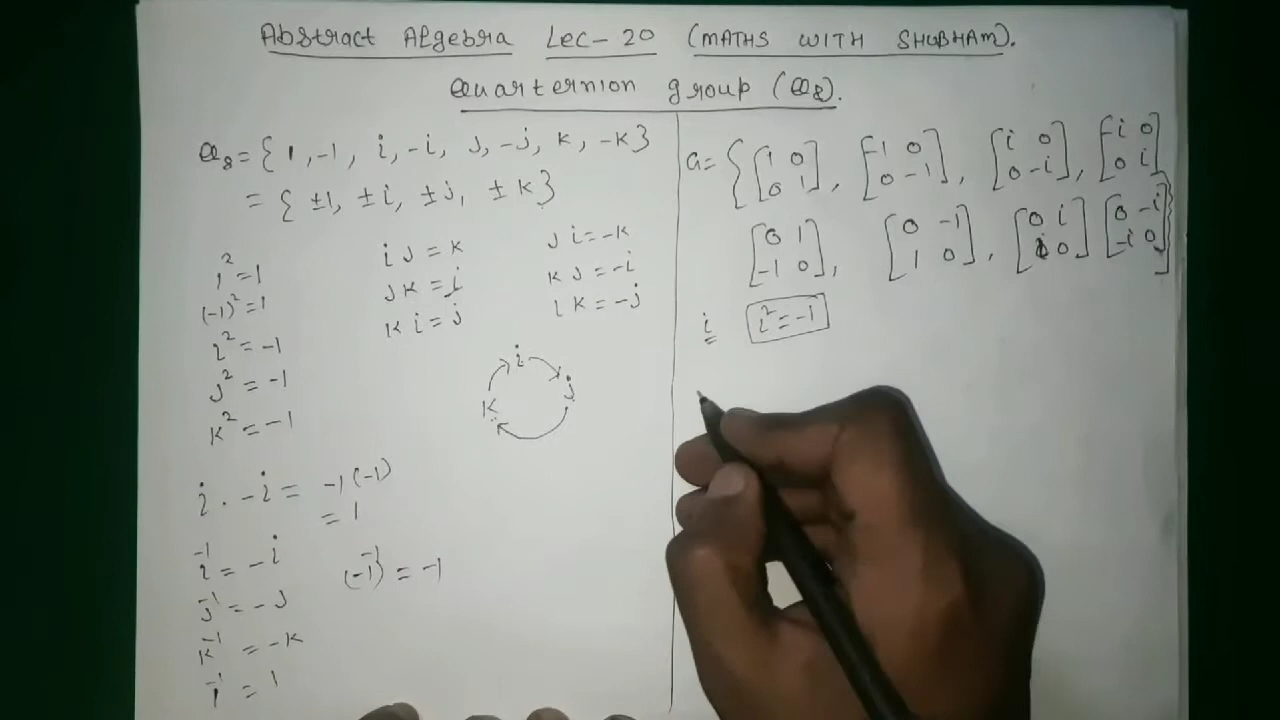 Abstract Algebra Lec-20 (MATHS WITH SHUBHAM).
Quarternion group (Q8).
Q8 = { 1, -1, i, -i, j, -j, k, -k }
= { ±1, ±i, ±j, ±k }
1² = 1
(-1)² = 1
i² = -1
j² = -1
k² = -1
ij = k
jk = i
ki = j
ji = -k
kj = -i
ik = -j
i
j
k
i . -i = -1(-1)
= 1
i⁻¹ = -i
j⁻¹ = -j
k⁻¹ = -k
1⁻¹ = 1
(-1)⁻¹ = -1
G = { [1 0], [-1 0], [i 0], [-i 0]
[0 1] [0 -1] [0 -i] [0 i]
[0 1], [0 -1], [0 i] [0 -i] }
[-1 0] [1 0] [i 0] [-i 0]
i i² = -1